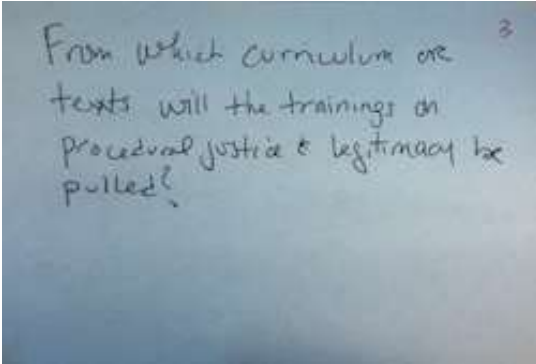 3
From which curriculum or
texts will the trainings on
procedural justice & legitimacy be
pulled?